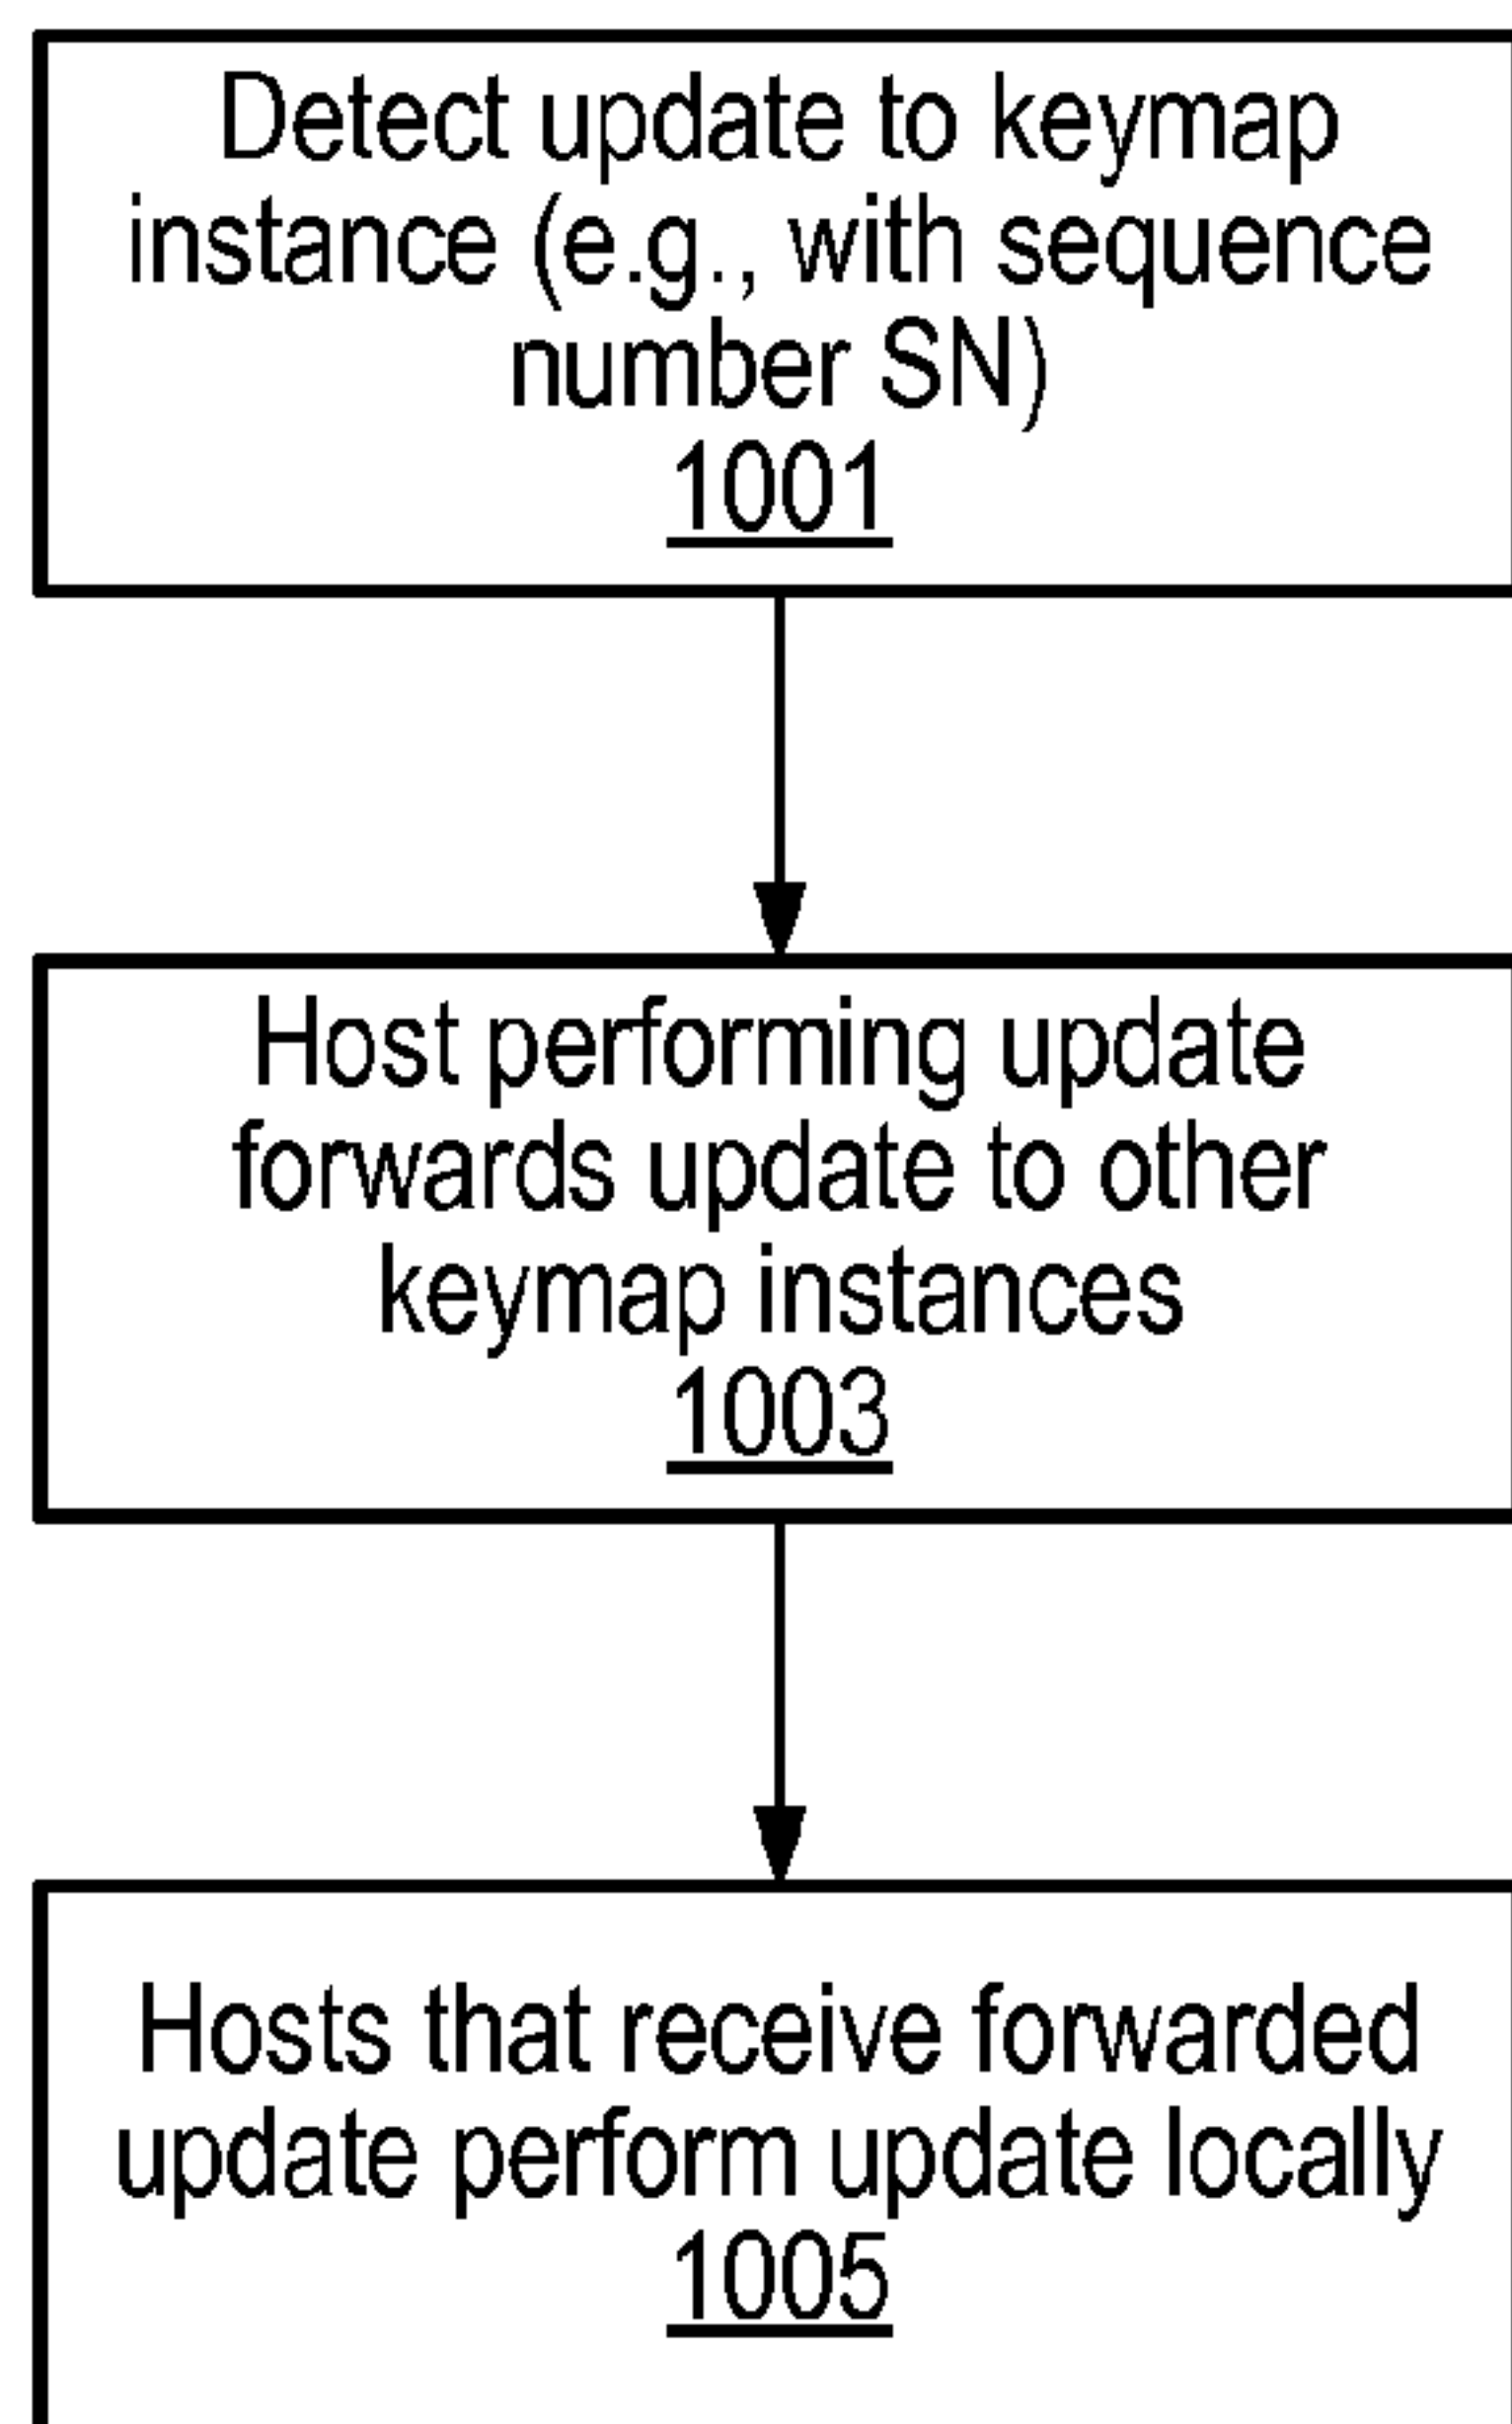 Detect update to keymap
instance (e.g., with sequence
number SN)
1001
Host performing update
forwards update to other
keymap instances
1003
Hosts that receive forwarded
update perform update locally
1005